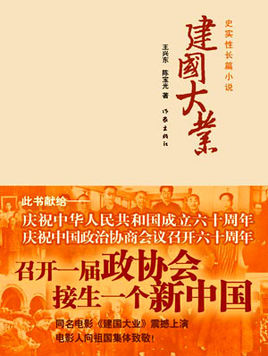 史实性长篇小说
建國大業
王兴东 陈宝光 著
作家出版社
此书献给——
庆祝中华人民共和国成立六十周年
庆祝中国政治协商会议召开六十周年
召开一届政协会
接生一个新中国
同名电影《建国大业》震撼上演
电影人向祖国集体致敬！